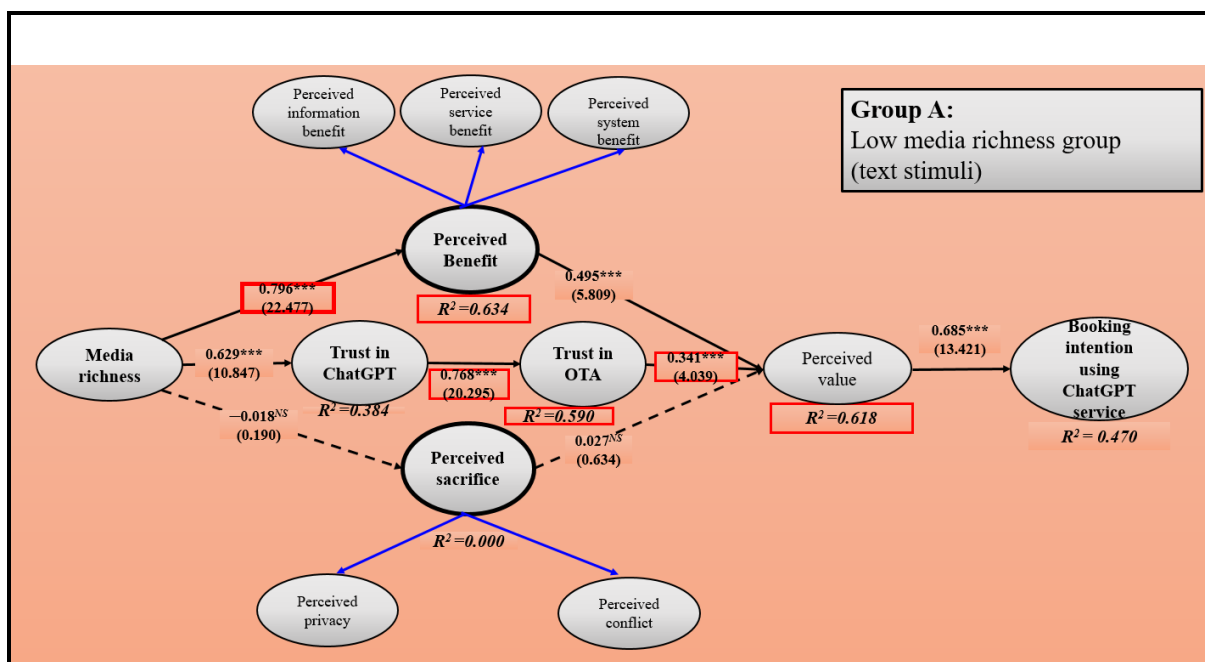 Perceived
information
benefit
Perceived
service
benefit
Perceived
system
benefit
Group A:
Low media richness group
(text stimuli)
Perceived
Benefit
R² =0.634
0.796***
(22.477)
0.495***
(5.809)
Media
richness
0.629***
(10.847)
Trust in
ChatGPT
R² =0.384
0.768***
(20.295)
Trust in
OTA
R² =0.590
0.341***
(4.039)
Perceived
value
R² =0.618
0.685***
(13.421)
Booking
intention
using
ChatGPT
service
R² = 0.470
—0.018ᴺˢ
(0.190)
Perceived
sacrifice
R² =0.000
0.027ᴺˢ
(0.634)
Perceived
privacy
Perceived
conflict